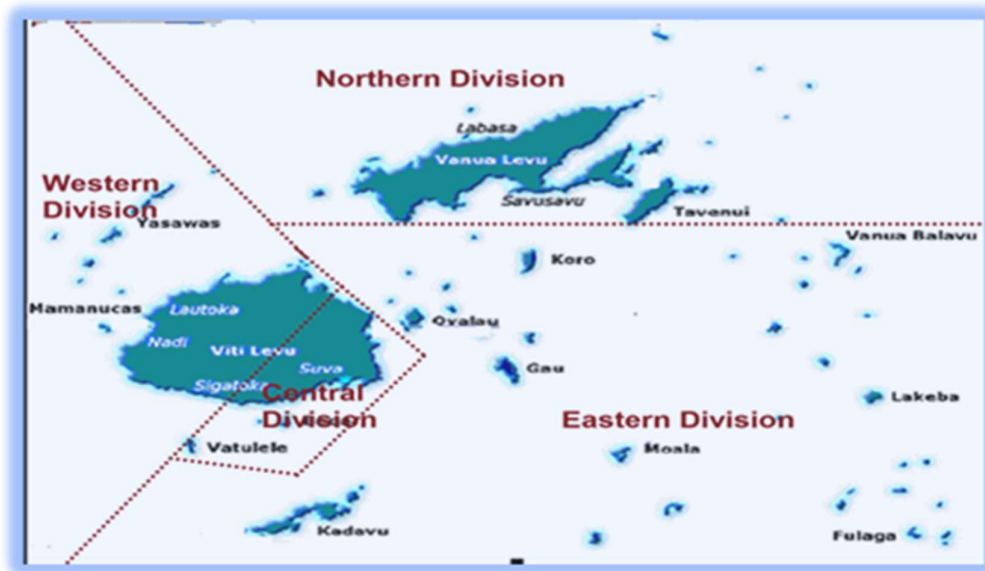 Northern Division
Labasa
Vanua Levu
Western
Division
Yasawas
Savusavu
Tavenui
Vanua Balavu
Koro
Mamanucas
Lautoka
Ovalau
Nadi
Viti Levu
Suva
Gau
Sigatoka
Central
Division
Lakeba
Eastern Division
Vatulele
Moala
Kadavu
Fulaga